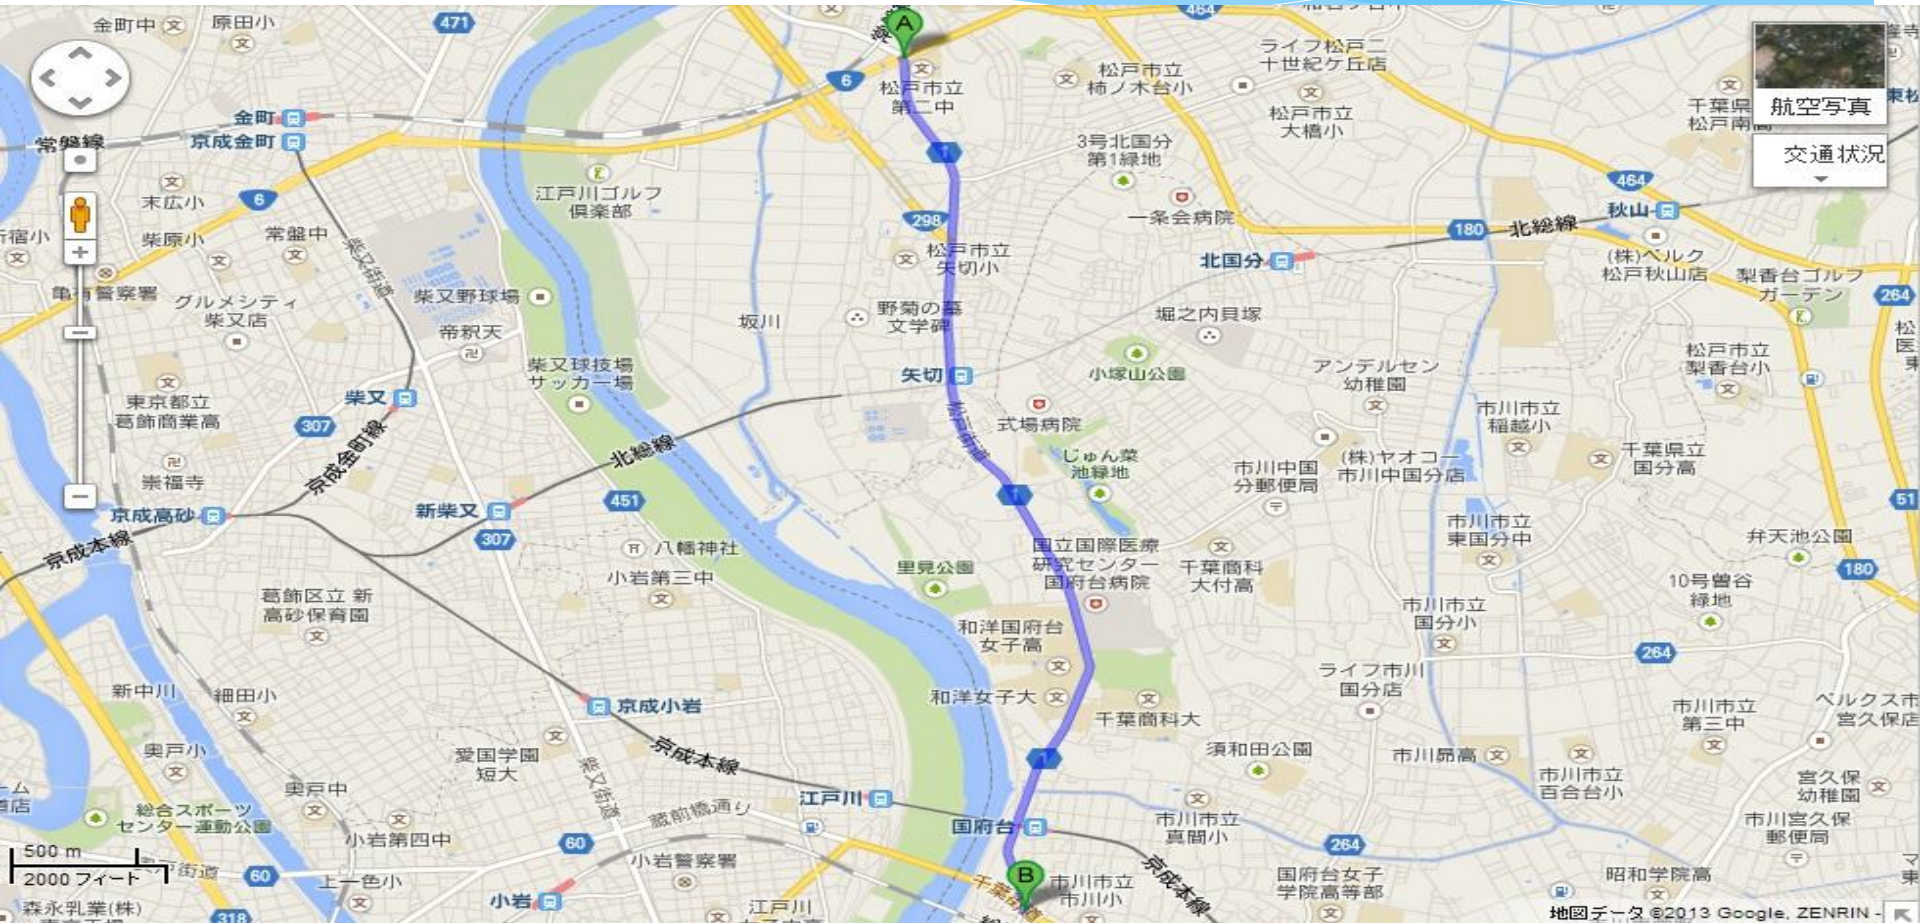 金町中
原田小
471
464
A
常磐線
金町
京成金町
6
松戸市立
第二中
松戸市立
柿ノ木台小
ライフ松戸二
十世紀ケ丘店
松戸市立
大橋小
航空写真
交通状況
末広小
6
柴原小
常盤中
柴又街道
江戸川ゴルフ
倶楽部
1
298
3号北国分
第1緑地
一条会病院
464
秋山
180
北総線
北国分
(株)ベルク
松戸秋山店
梨香台ゴルフ
ガーデン
264
亀有警察署
グルメシティ
柴又店
柴又野球場
帝釈天
坂川
松戸市立
矢切小
野菊の墓
文学碑
堀之内貝塚
柴又球技場
サッカー場
矢切
小塚山公園
アンデルセン
幼稚園
松戸市立
梨香台小
東京都立
葛飾商業高
柴又
307
京成金町線
北総線
松戸街道
式場病院
じゅん菜
池緑地
市川市立
稲越小
千葉県立
国分高
(株)ヤオコー
市川中国分店
市川中国
分郵便局
崇福寺
京成高砂
京成本線
新柴又
307
451
1
51
八幡神社
小岩第三中
里見公園
国立国際医療
研究センター
国府台病院
千葉商科
大付高
市川市立
東国分中
弁天池公園
180
10号曽谷
緑地
葛飾区立 新
高砂保育園
和洋国府台
女子高
市川市立
国分小
264
新中川
細田小
京成小岩
和洋女子大
千葉商科大
ライフ市川
国分店
市川市立
第三中
ベルクス市
宮久保店
奥戸小
奥戸中
愛国学園
短大
京成本線
柴又街道
1
須和田公園
市川昴高
市川市立
百合台小
宮久保
幼稚園
総合スポーツ
センター運動公園
小岩第四中
蔵前橋通り
江戸川
国府台
市川市立
真間小
264
市川宮久保
郵便局
500 m
2000 フィート
60
上一色小
60
小岩警察署
小岩
B
千葉街道
市川市立
市川小
京成本線
国府台女子
学院高等部
昭和学院高
森永乳業(株)
318
江戸川
地図データ ©2013 Google, ZENRIN